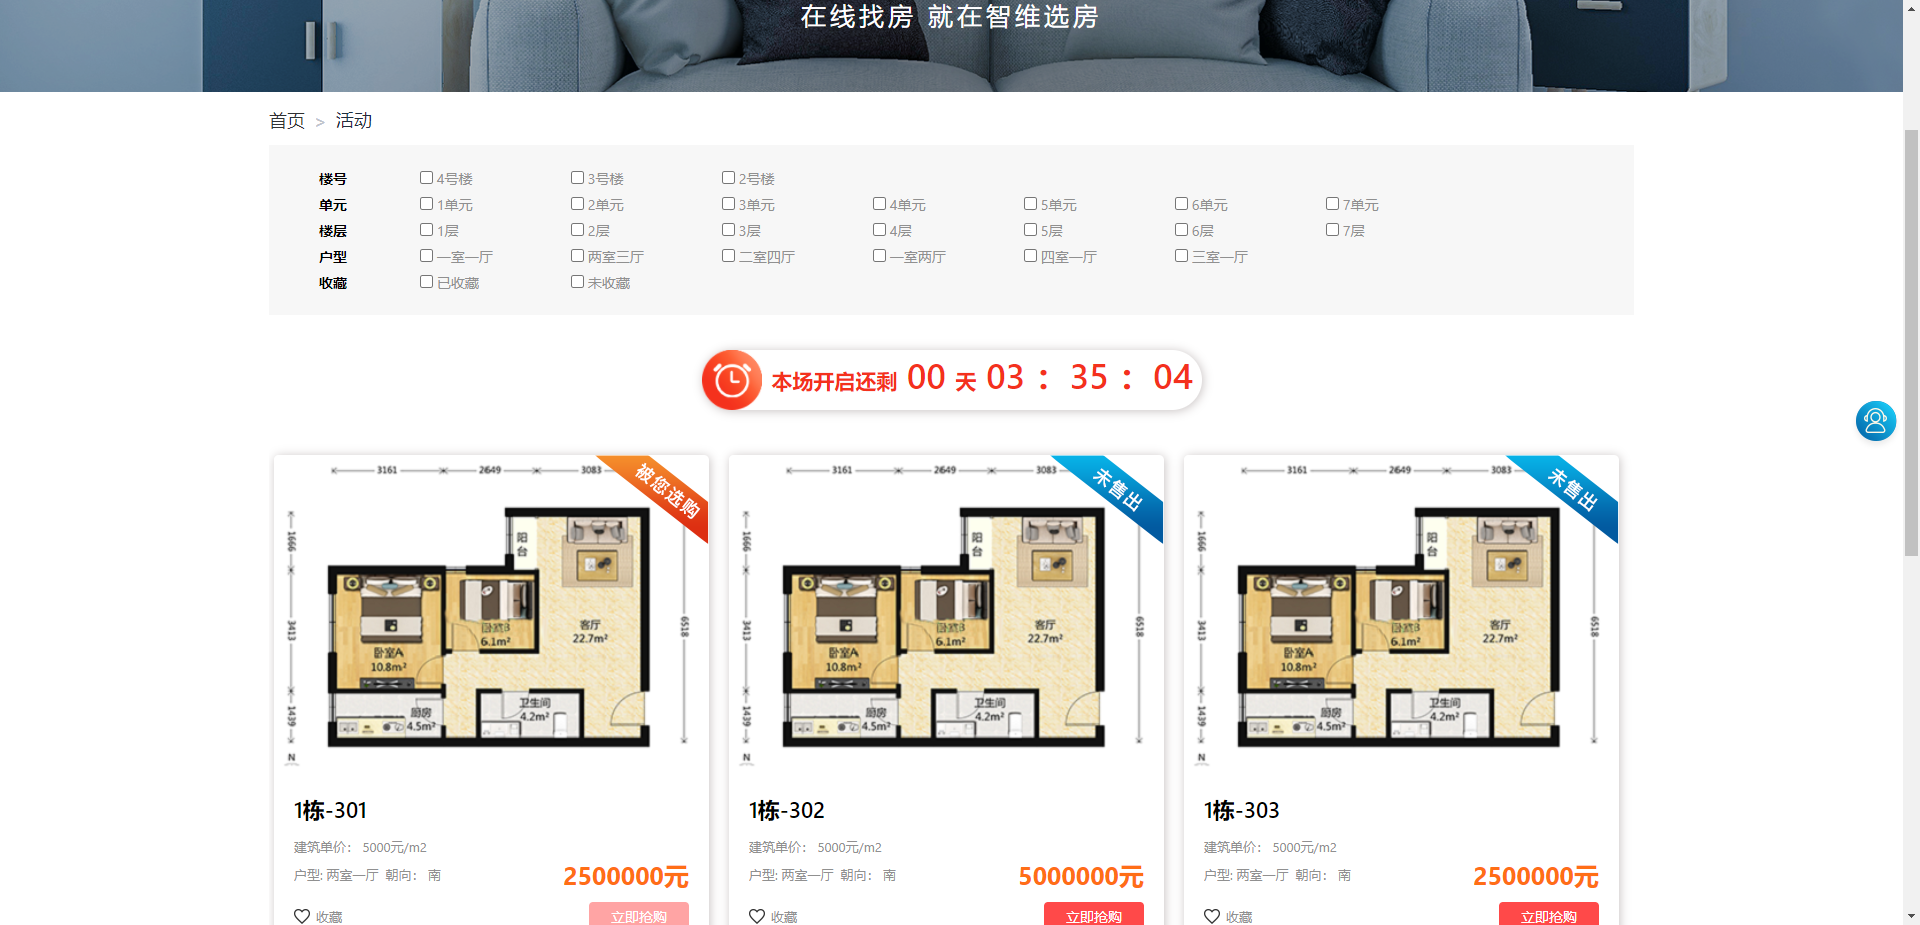 在线找房 就在智维选房
首页 > 活动
楼号 4号楼 3号楼 2号楼
单元 1单元 2单元 3单元 4单元 5单元 6单元 7单元
楼层 1层 2层 3层 4层 5层 6层 7层
户型 一室一厅 两室三厅 二室四厅 一室两厅 四室一厅 三室一厅
收藏 已收藏 未收藏
本场开启还剩 00 天 03 : 35 : 04
3161 2649 3083
被您选购
1666
阳台
3413
客厅
22.7m²
卧室B
6.1m²
6518
卧室A
10.8m²
1439
厨房
4.5m²
卫生间
4.2m²
N
1栋-301
建筑单价： 5000元/m2
户型: 两室一厅 朝向： 南
2500000元
收藏
立即抢购
3161 2649 3083
未售出
1666
阳台
3413
客厅
22.7m²
卧室B
6.1m²
6518
卧室A
10.8m²
1439
厨房
4.5m²
卫生间
4.2m²
N
1栋-302
建筑单价： 5000元/m2
户型: 两室一厅 朝向： 南
5000000元
收藏
立即抢购
3161 2649 3083
未售出
1666
阳台
3413
客厅
22.7m²
卧室B
6.1m²
6518
卧室A
10.8m²
1439
厨房
4.5m²
卫生间
4.2m²
N
1栋-303
建筑单价： 5000元/m2
户型: 两室一厅 朝向： 南
2500000元
收藏
立即抢购